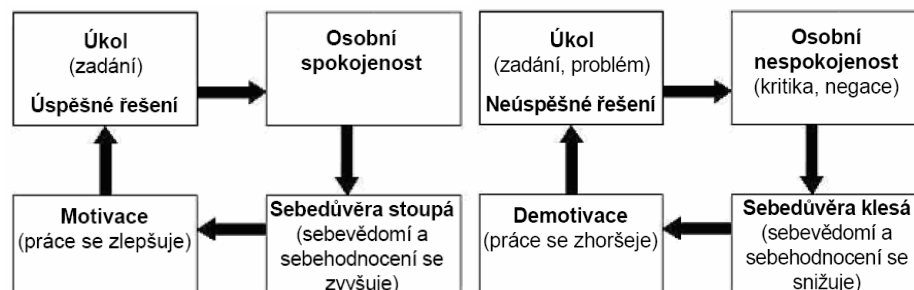 Úkol
(zadání)
Úspěšné řešení
Osobní
spokojenost
Motivace
(práce se zlepšuje)
Sebedůvěra stoupá
(sebevědomí a
sebehodnocení se
zvyšuje)
Úkol
(zadání, problém)
Neúspěšné řešení
Osobní
nespokojenost
(kritika, negace)
Demotivace
(práce se zhoršeje)
Sebedůvěra klesá
(sebevědomí a
sebehodnocení se
snižuje)